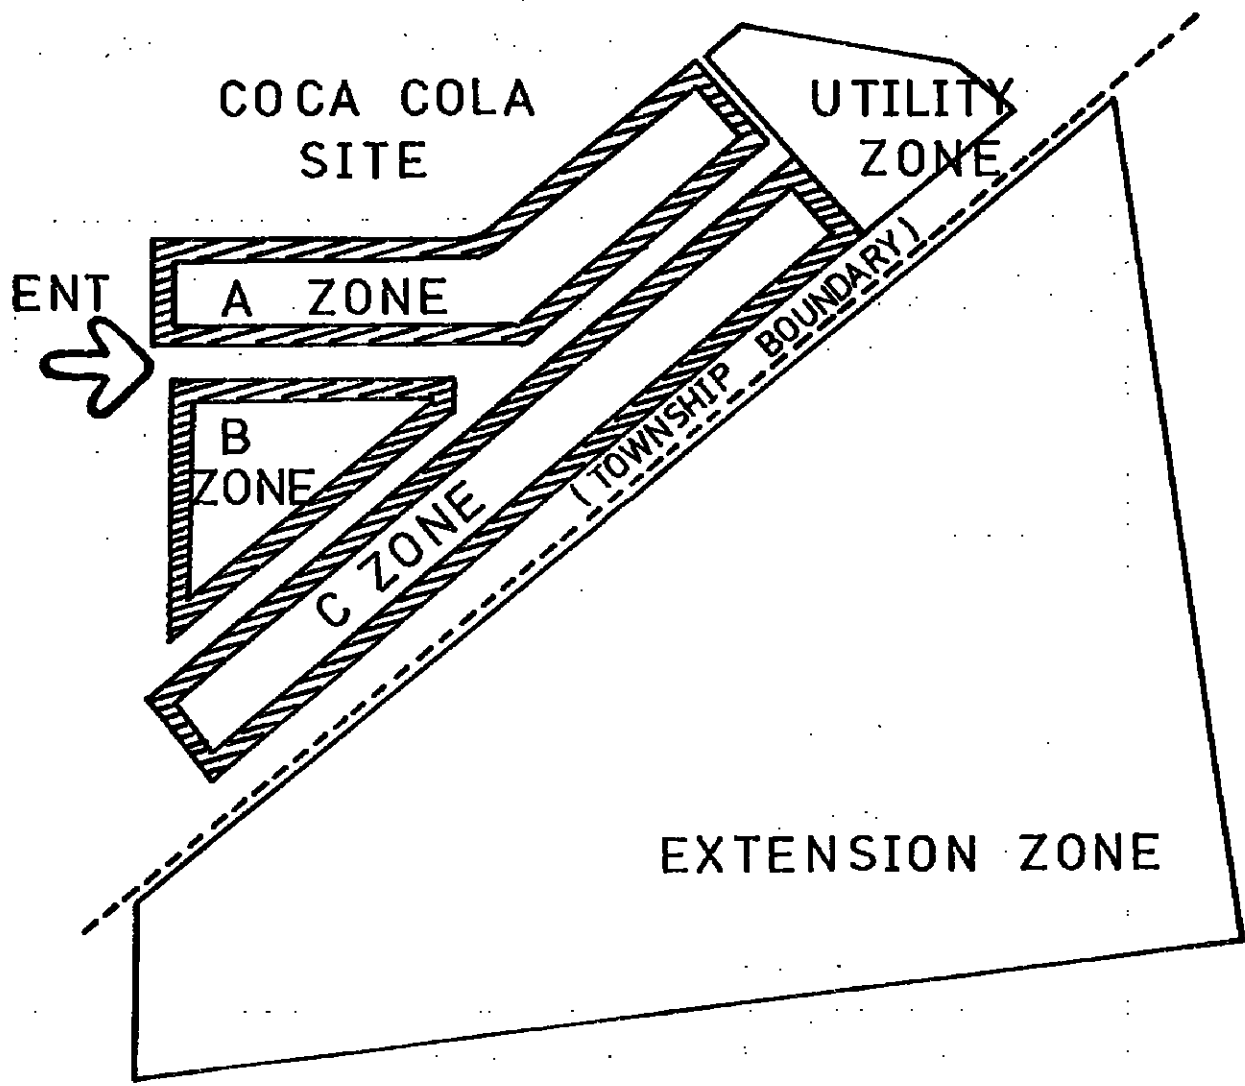 COCA COLA
SITE
UTILITY
ZONE
ENT
A ZONE
B
ZONE
C ZONE
( TOWNSHIP BOUNDARY )
EXTENSION ZONE